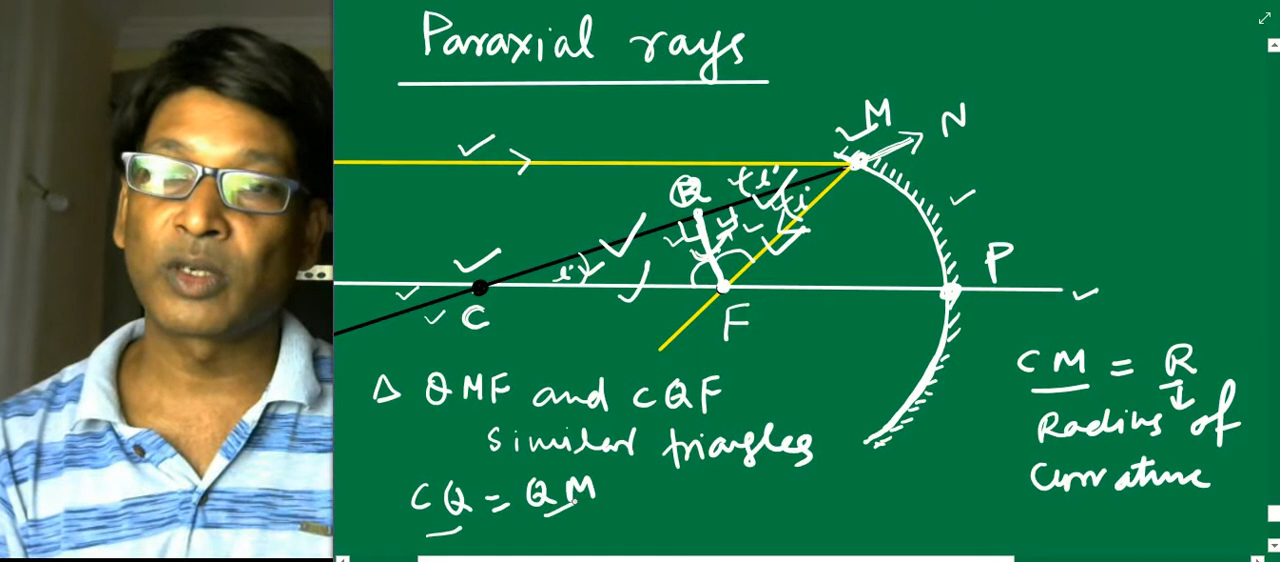 Paraxial rays
M
N
Q
i
i
i
P
C
F
Δ QMF and CQF
Similar triangles
CQ = QM
CM = R
Radius of
Curvature